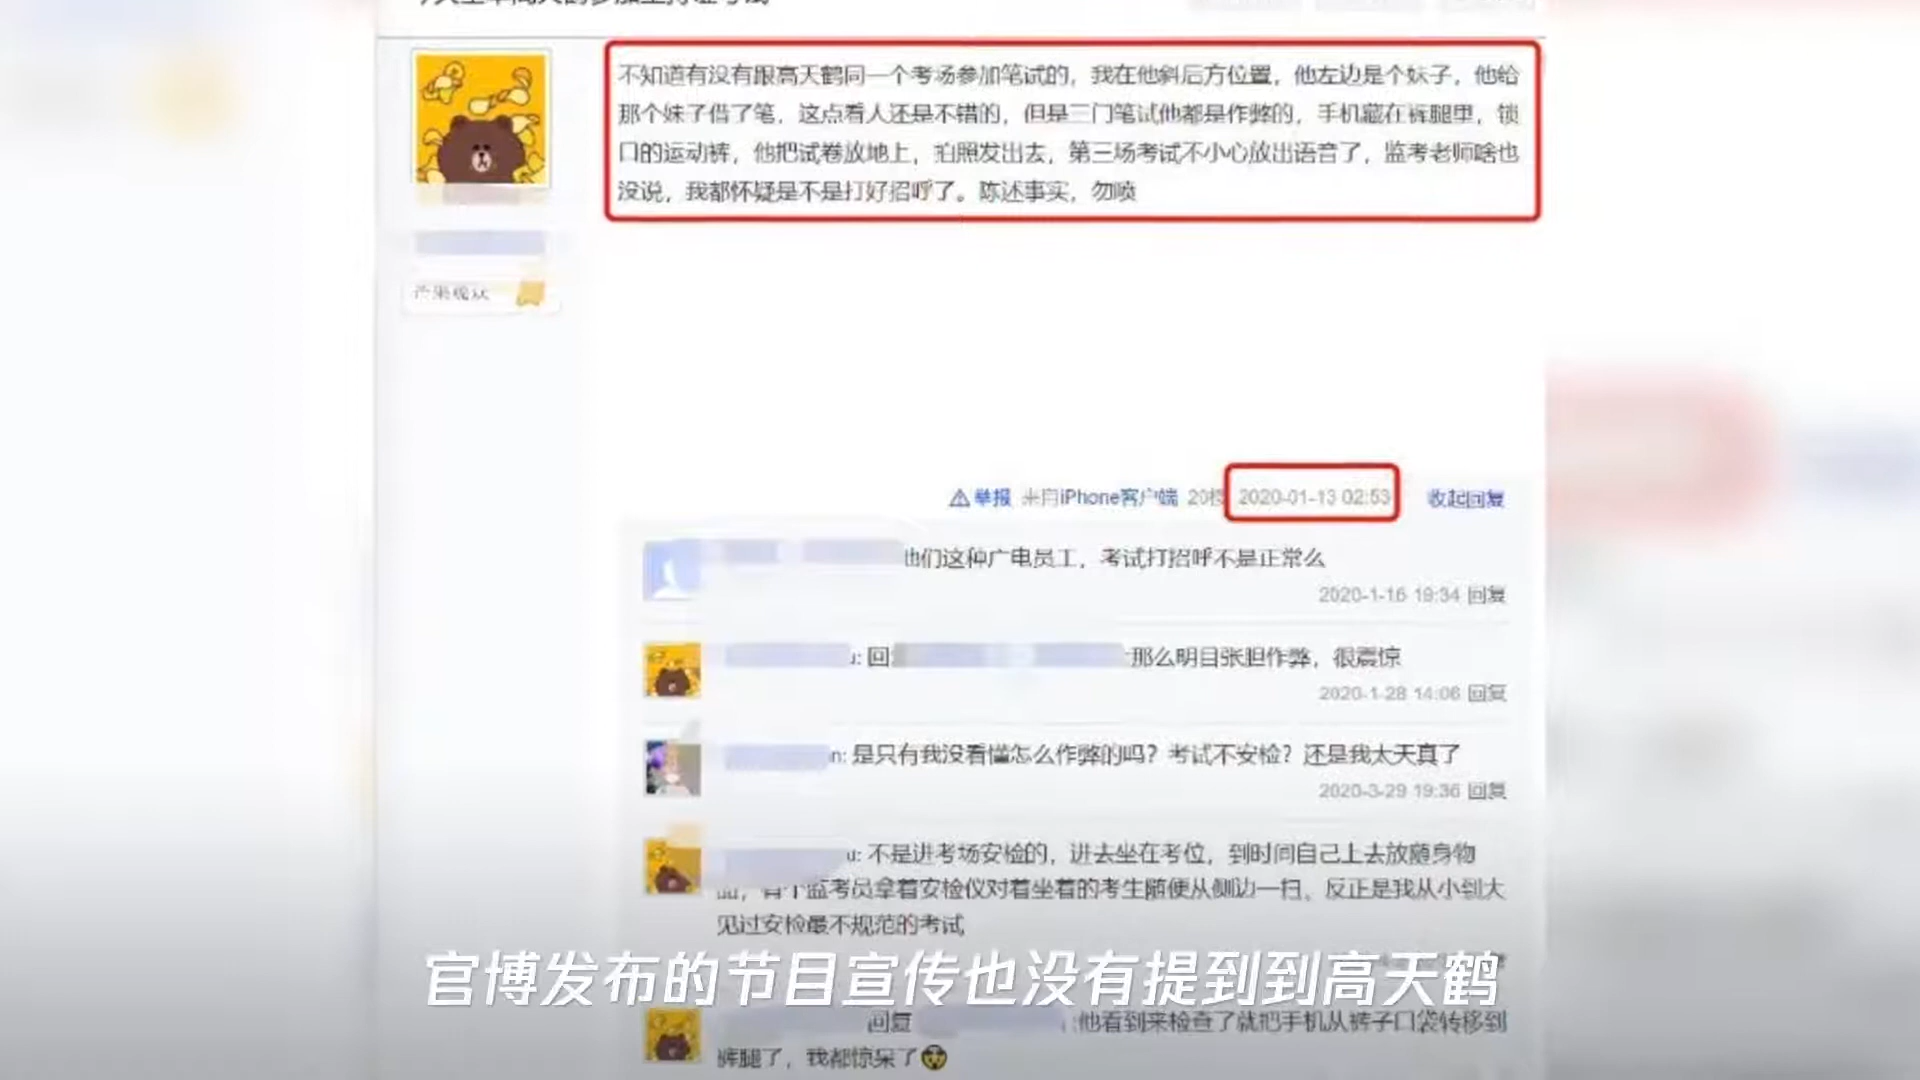 不知道有没有跟高天鹤同一个考场参加笔试的，我在他斜后方位置，他左边是个妹子，他给
那个妹子借了笔，这点看人还是不错的，但是三门笔试他都是作弊的，手机藏在裤腿里，锁
口的运动裤，他把试卷放地上，拍照发出去，第三场考试不小心放出语音了，监考老师啥也
没说，我都怀疑是不是打好招呼了。陈述事实，勿喷
芒果观众
举报 来自iPhone客户端 20楼 2020-01-13 02:53 收起回复
他们这种广电员工，考试打招呼不是正常么
2020-1-16 19:34 回复
u: 回 那么明目张胆作弊，很震惊
2020-1-28 14:06 回复
n: 是只有我没看懂怎么作弊的吗？考试不安检？还是我太天真了
2020-3-29 19:36 回复
u: 不是进考场安检的，进去坐在考位，到时间自己上去放随身物
品，有个监考员拿着安检仪对着坐着的考生随便从侧边一扫、反正是我从小到大
见过安检最不规范的考试
官博发布的节目宣传也没有提到到高天鹤
回复 :他看到来检查了就把手机从裤子口袋转移到
裤腿了，我都惊呆了